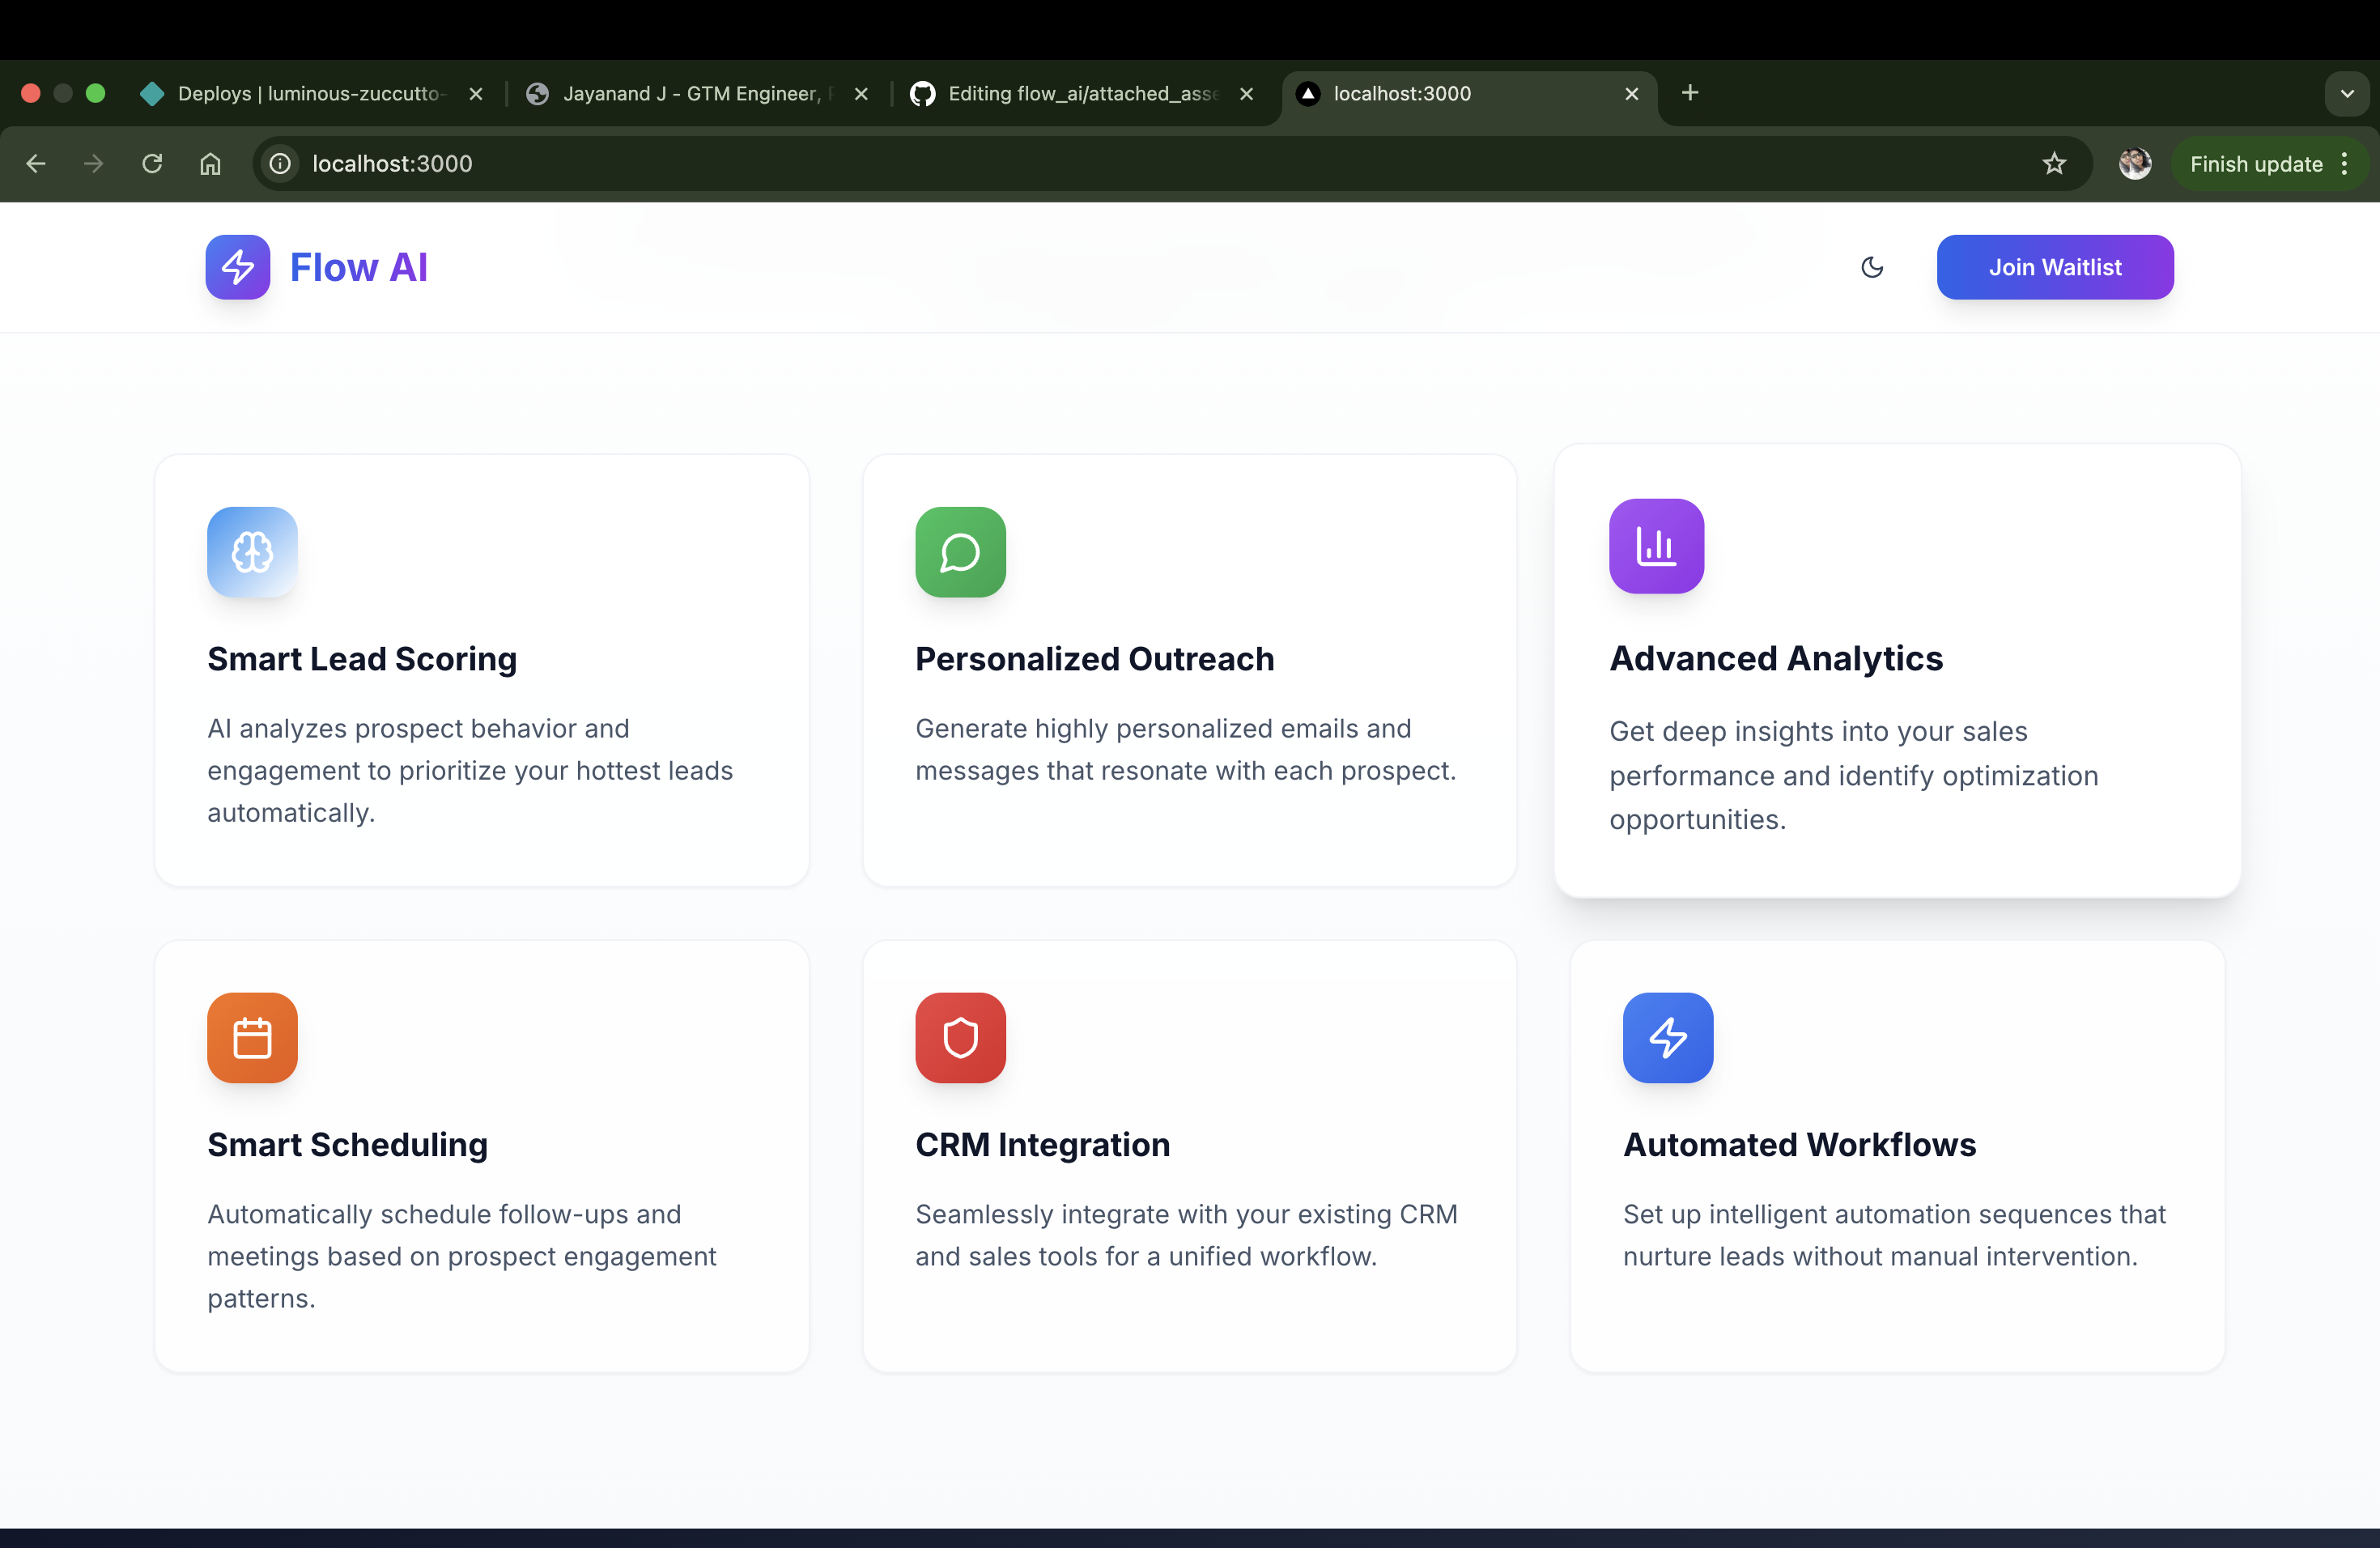 Deploys | luminous-zuccutto-
Jayanand J - GTM Engineer,
Editing flow_ai/attached_asse
localhost:3000
localhost:3000
Finish update
Flow AI
Join Waitlist
Smart Lead Scoring
AI analyzes prospect behavior and
engagement to prioritize your hottest leads
automatically.
Personalized Outreach
Generate highly personalized emails and
messages that resonate with each prospect.
Advanced Analytics
Get deep insights into your sales
performance and identify optimization
opportunities.
Smart Scheduling
Automatically schedule follow-ups and
meetings based on prospect engagement
patterns.
CRM Integration
Seamlessly integrate with your existing CRM
and sales tools for a unified workflow.
Automated Workflows
Set up intelligent automation sequences that
nurture leads without manual intervention.